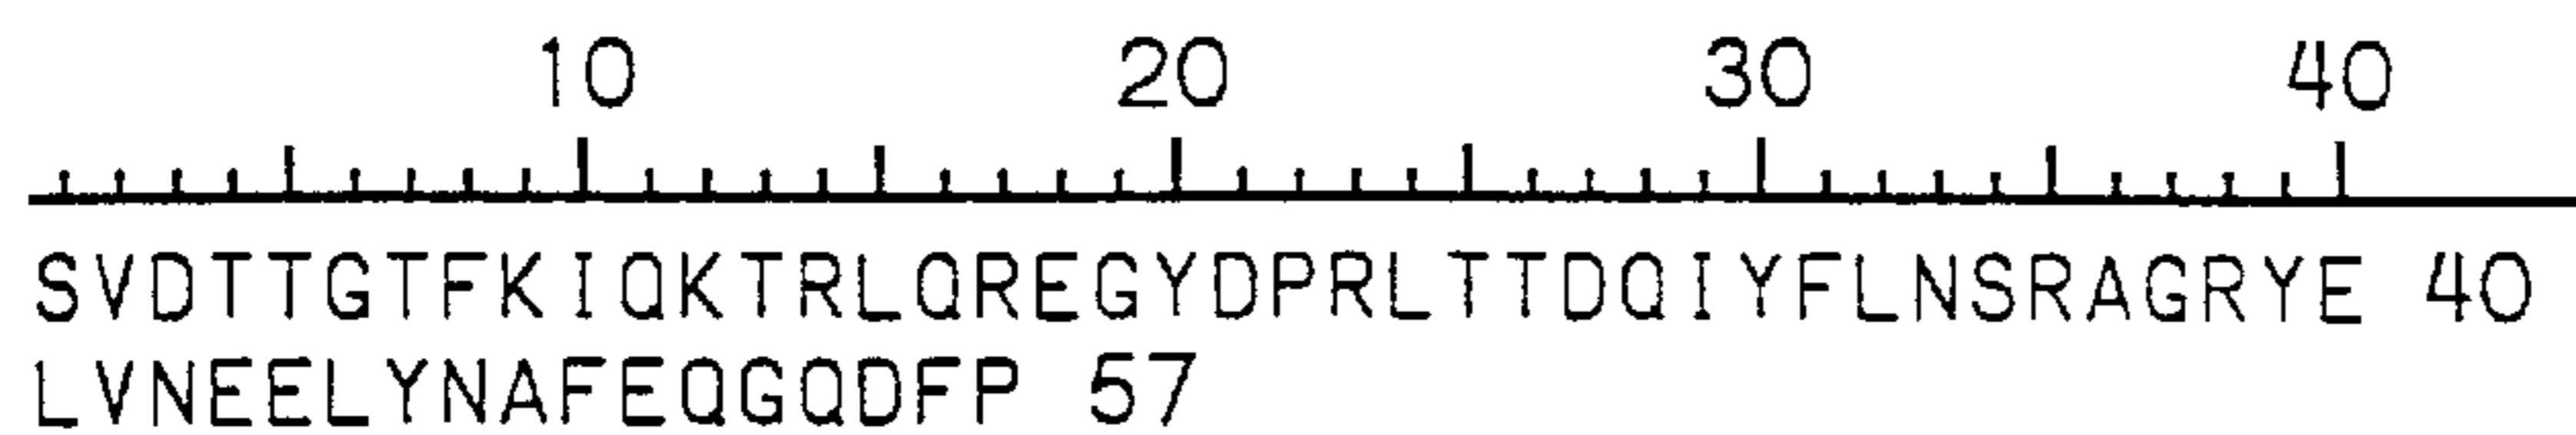 10 20 30 40
SVDTTGTFKIQKTRLQREGYDPRLTTDQIYFLNSRAGRYE 40
LVNEELYNAFEQGQDFP 57